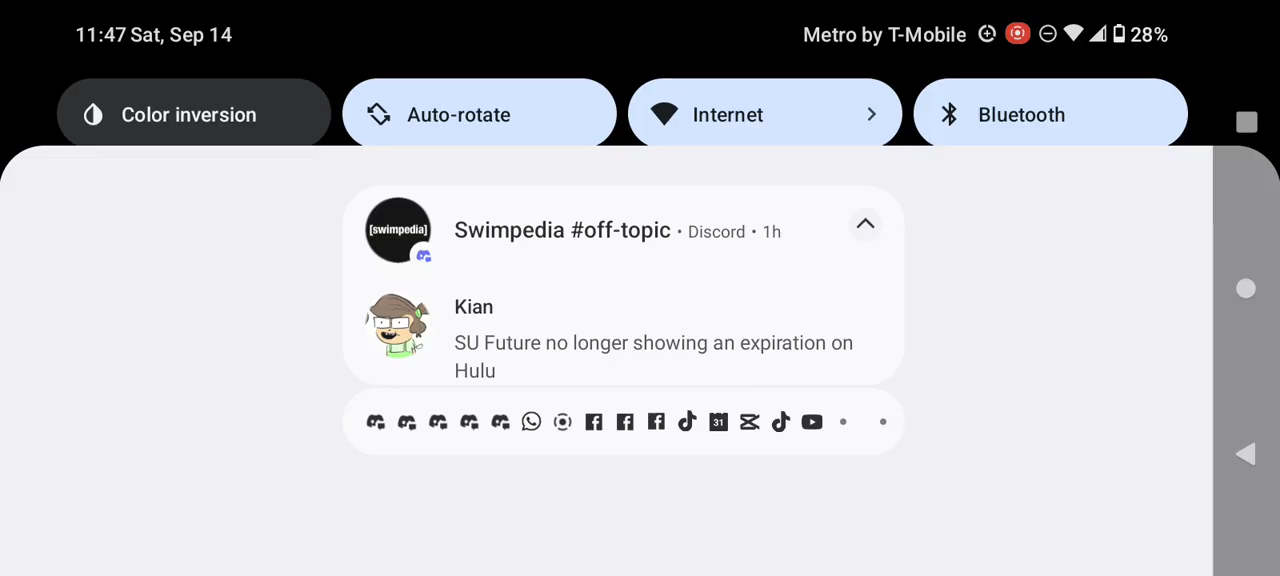 11:47 Sat, Sep 14
Metro by T-Mobile 28%
Color inversion
Auto-rotate
Internet
Bluetooth
[swimpedia]
Swimpedia #off-topic • Discord • 1h
Kian
SU Future no longer showing an expiration on
Hulu
31